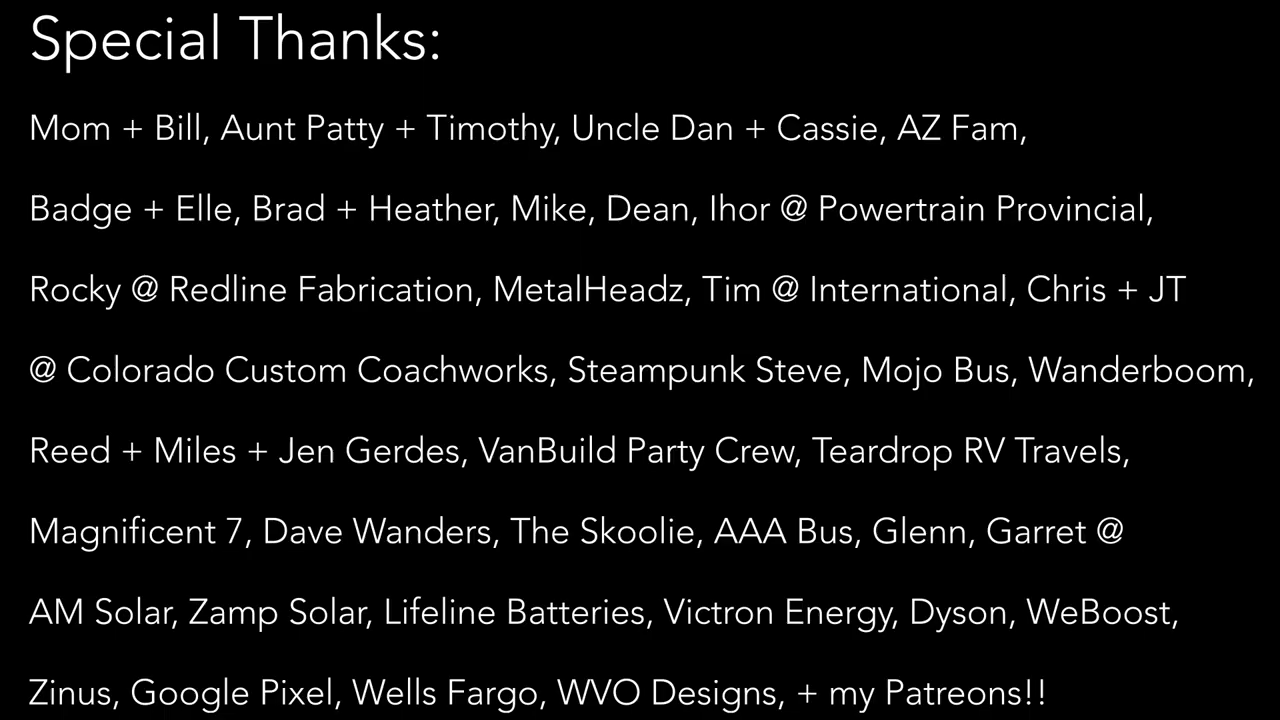 Special Thanks:
Mom + Bill, Aunt Patty + Timothy, Uncle Dan + Cassie, AZ Fam,
Badge + Elle, Brad + Heather, Mike, Dean, Ihor @ Powertrain Provincial,
Rocky @ Redline Fabrication, MetalHeadz, Tim @ International, Chris + JT
@ Colorado Custom Coachworks, Steampunk Steve, Mojo Bus, Wanderboom,
Reed + Miles + Jen Gerdes, VanBuild Party Crew, Teardrop RV Travels,
Magnificent 7, Dave Wanders, The Skoolie, AAA Bus, Glenn, Garret @
AM Solar, Zamp Solar, Lifeline Batteries, Victron Energy, Dyson, WeBoost,
Zinus, Google Pixel, Wells Fargo, WVO Designs, + my Patreons!!